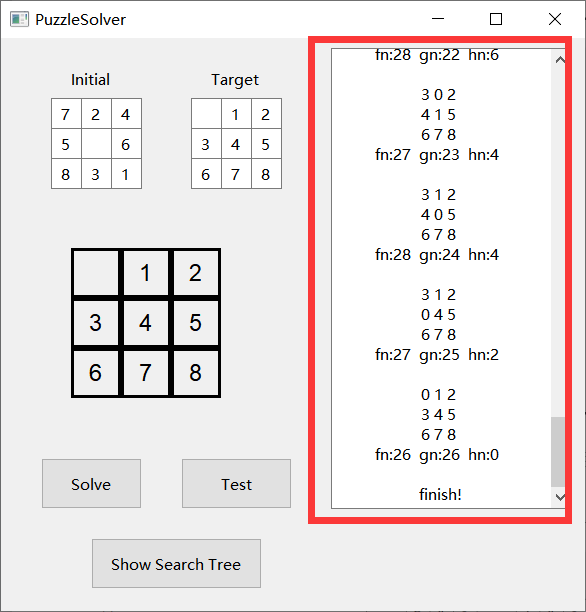 PuzzleSolver
Initial
Target
7 2 4
5 6
8 3 1
1 2
3 4 5
6 7 8
1 2
3 4 5
6 7 8
Solve
Test
Show Search Tree
fn:28 gn:22 hn:6
3 0 2
4 1 5
6 7 8
fn:27 gn:23 hn:4
3 1 2
4 0 5
6 7 8
fn:28 gn:24 hn:4
3 1 2
0 4 5
6 7 8
fn:27 gn:25 hn:2
0 1 2
3 4 5
6 7 8
fn:26 gn:26 hn:0
finish!